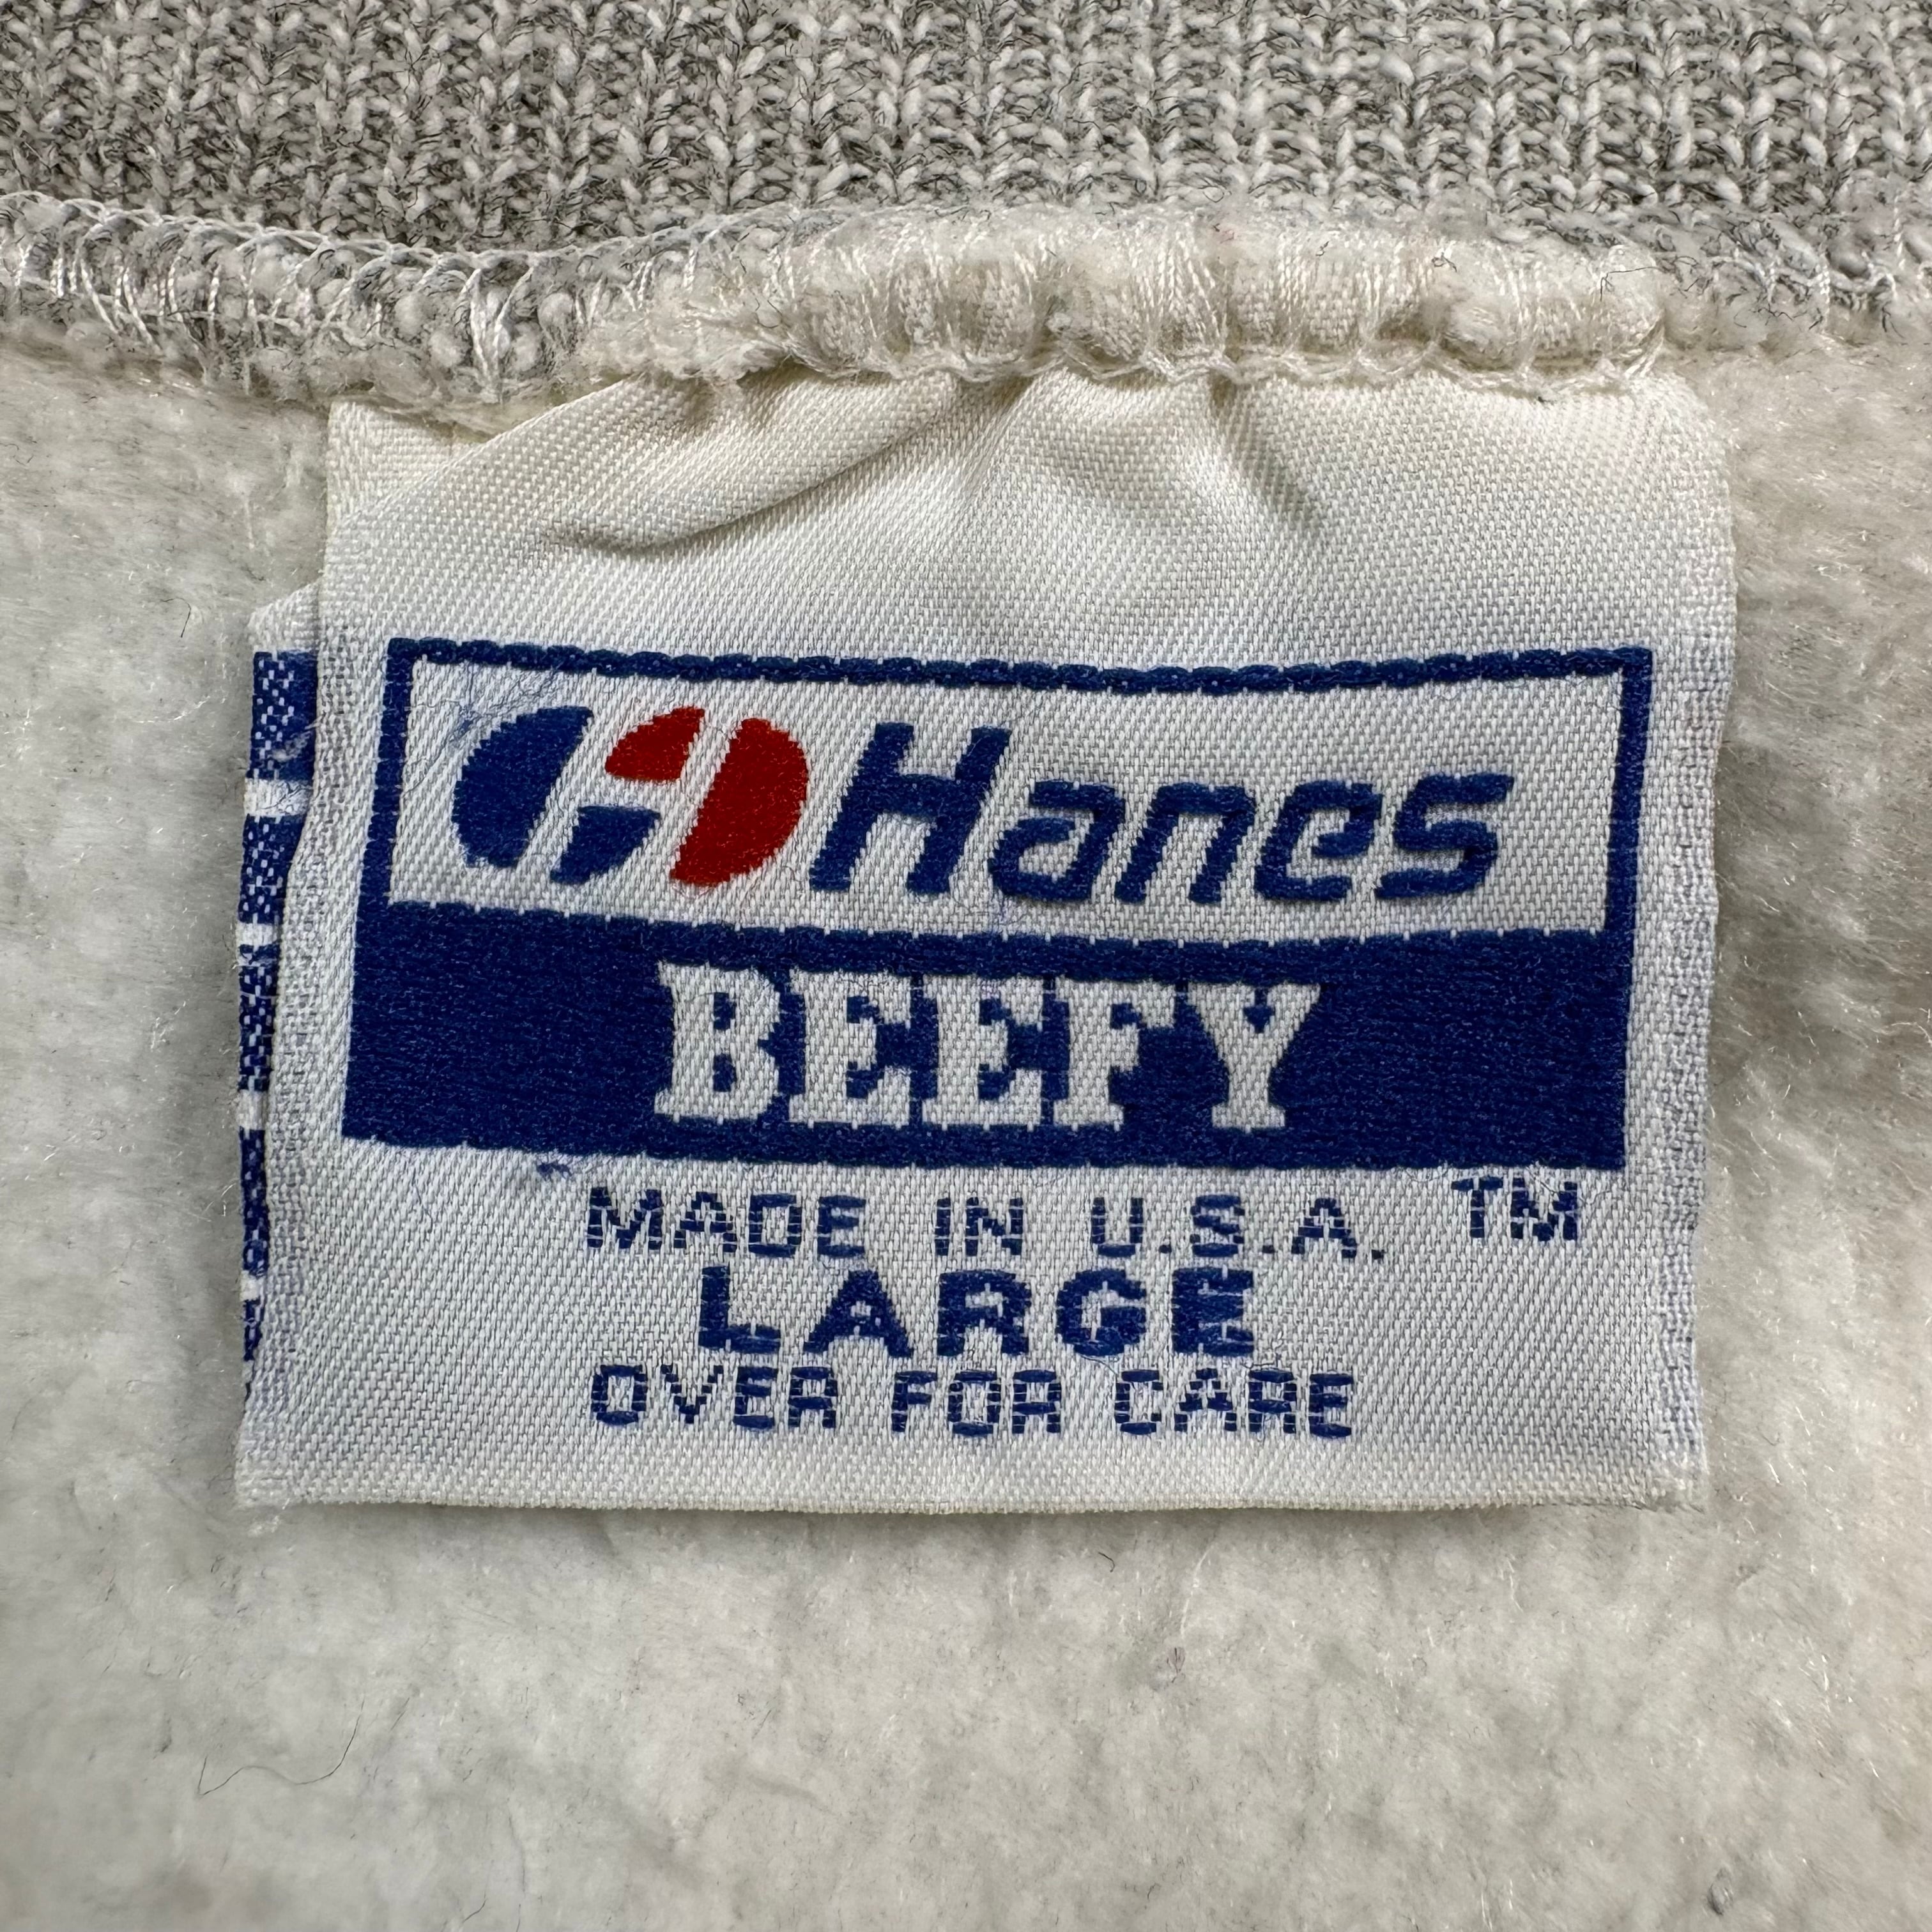 Hanes
BEEFY
MADE IN U.S.A. TM
LARGE
OVER FOR CARE